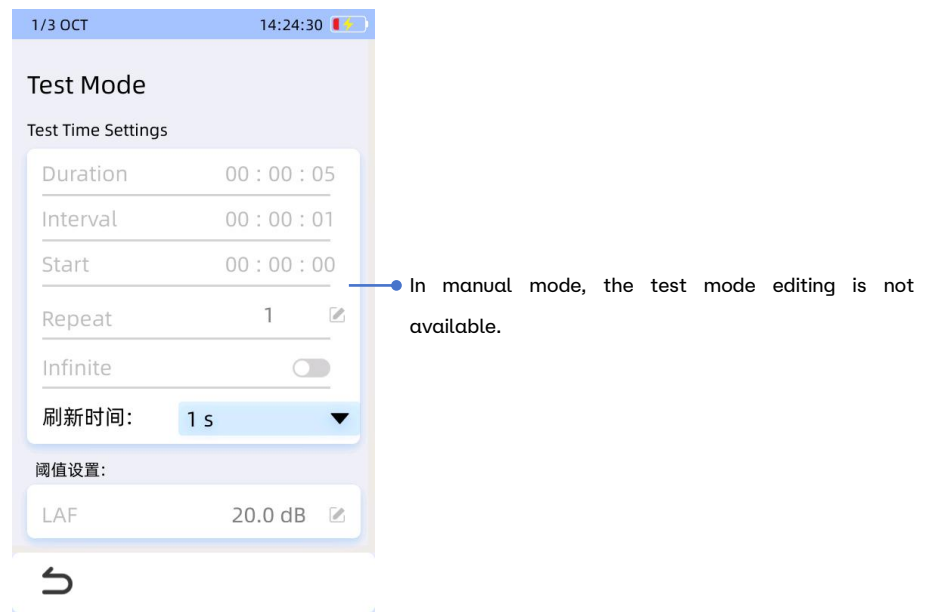 1/3 OCT 14:24:30
Test Mode
Test Time Settings
Duration 00 : 00 : 05
Interval 00 : 00 : 01
Start 00 : 00 : 00
In manual mode, the test mode editing is not
available.
Repeat 1
Infinite
刷新时间: 1 s
阈值设置:
LAF 20.0 dB